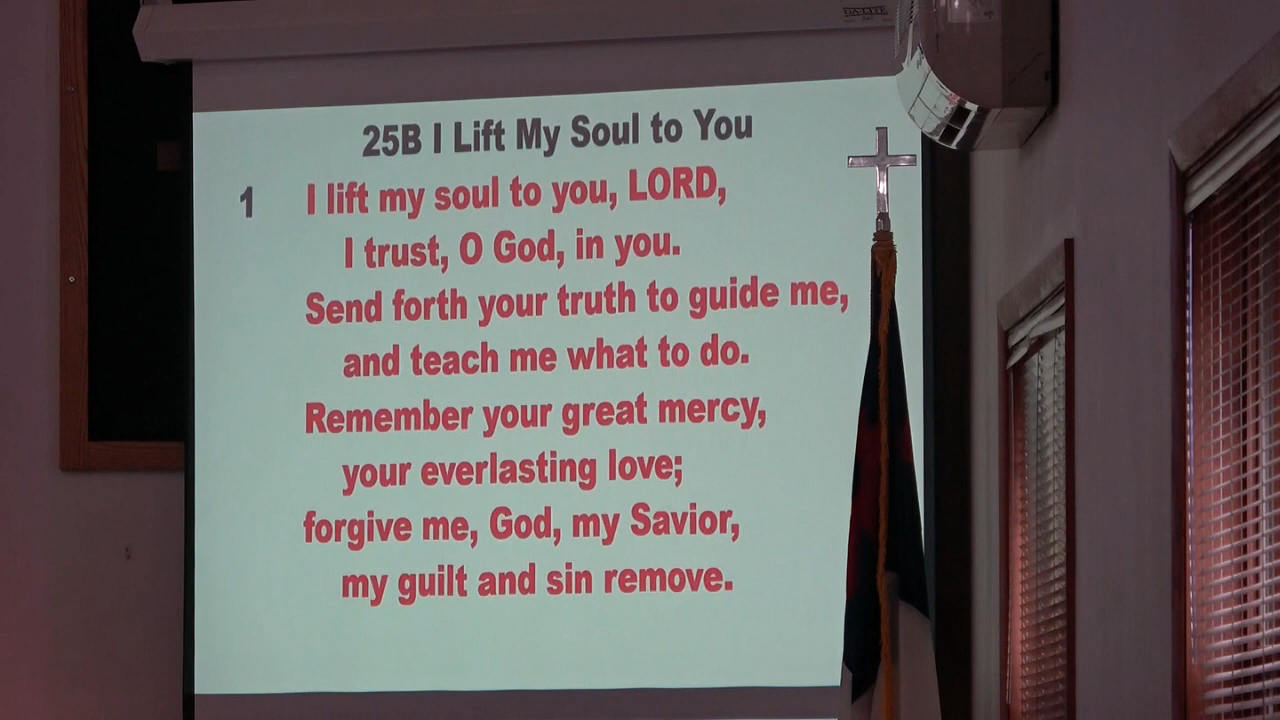 DA-LITE
25B I Lift My Soul to You
1 I lift my soul to you, LORD,
I trust, O God, in you.
Send forth your truth to guide me,
and teach me what to do.
Remember your great mercy,
your everlasting love;
forgive me, God, my Savior,
my guilt and sin remove.